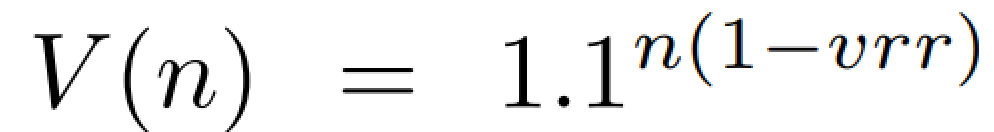 V(n) = 1.1^{n(1-vrr)}